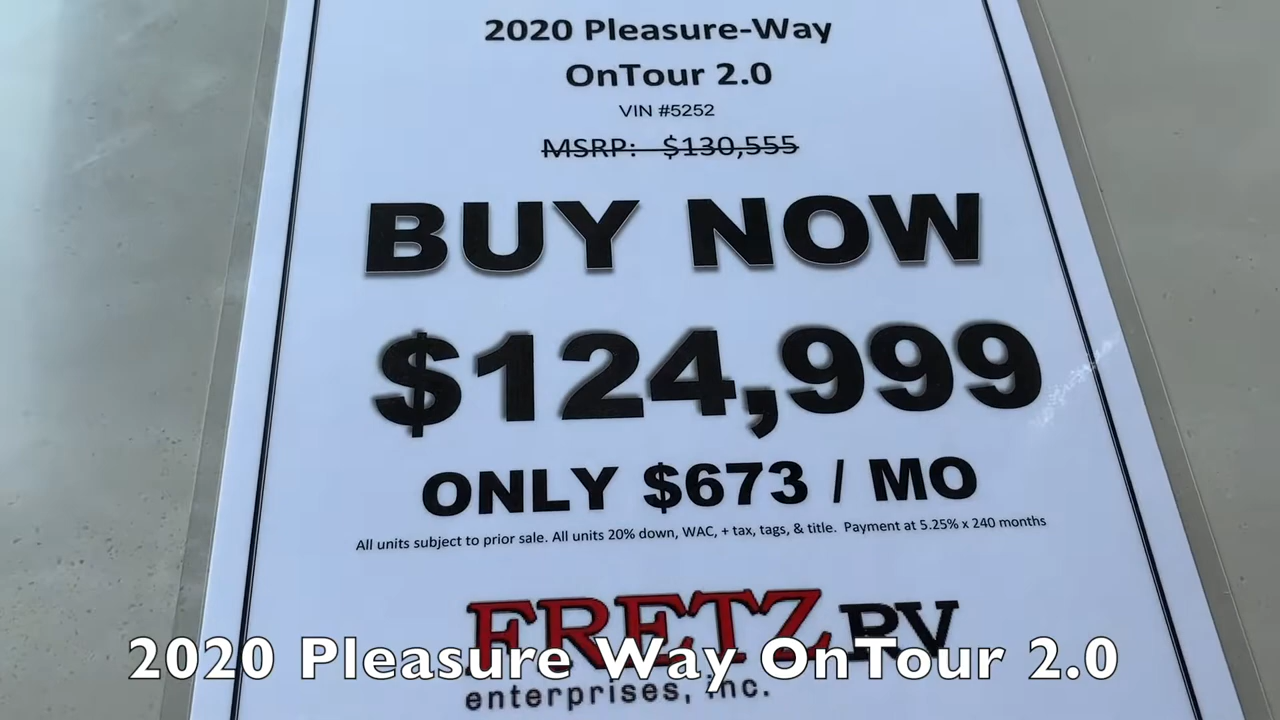 2020 Pleasure-Way
OnTour 2.0
VIN #5252
MSRP: $130,555
BUY NOW
$124,999
ONLY $673 / MO
All units subject to prior sale. All units 20% down, WAC, + tax, tags, & title. Payment at 5.25% x 240 months
FRETZ RV
2020 Pleasure Way OnTour 2.0
enterprises, inc.